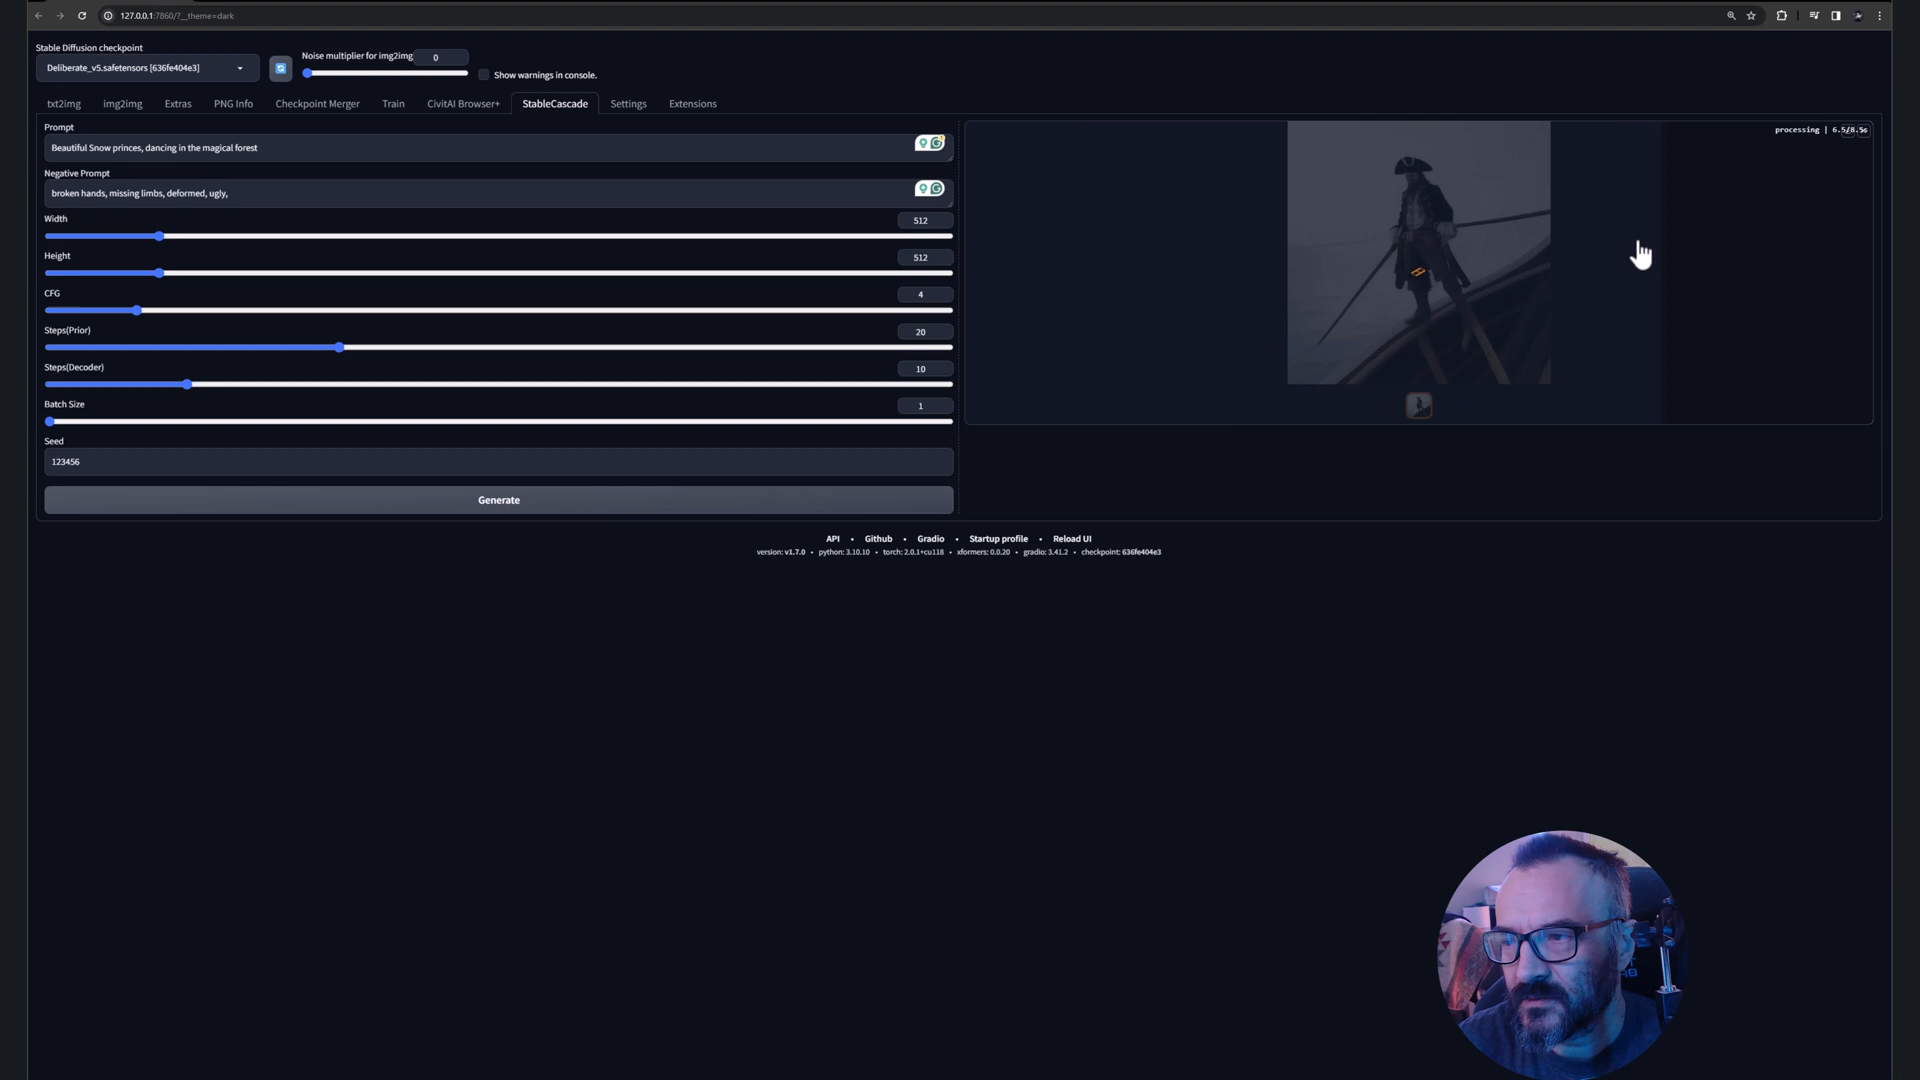 127.0.0.1:7860/?__theme=dark
Stable Diffusion checkpoint
Deliberate_v5.safetensors [636fe404e3]
Noise multiplier for img2img
0
Show warnings in console.
txt2img img2img Extras PNG Info Checkpoint Merger Train CivitAI Browser+ StableCascade Settings Extensions
Prompt
Beautiful Snow princes, dancing in the magical forest
Negative Prompt
broken hands, missing limbs, deformed, ugly,
Width
512
Height
512
CFG
4
Steps(Prior)
20
Steps(Decoder)
10
Batch Size
1
Seed
123456
Generate
processing | 6.5/8.5s
API • Github • Gradio • Startup profile • Reload UI
version: v1.7.0 • python: 3.10.10 • torch: 2.0.1+cu118 • xformers: 0.0.20 • gradio: 3.41.2 • checkpoint: 636fe404e3